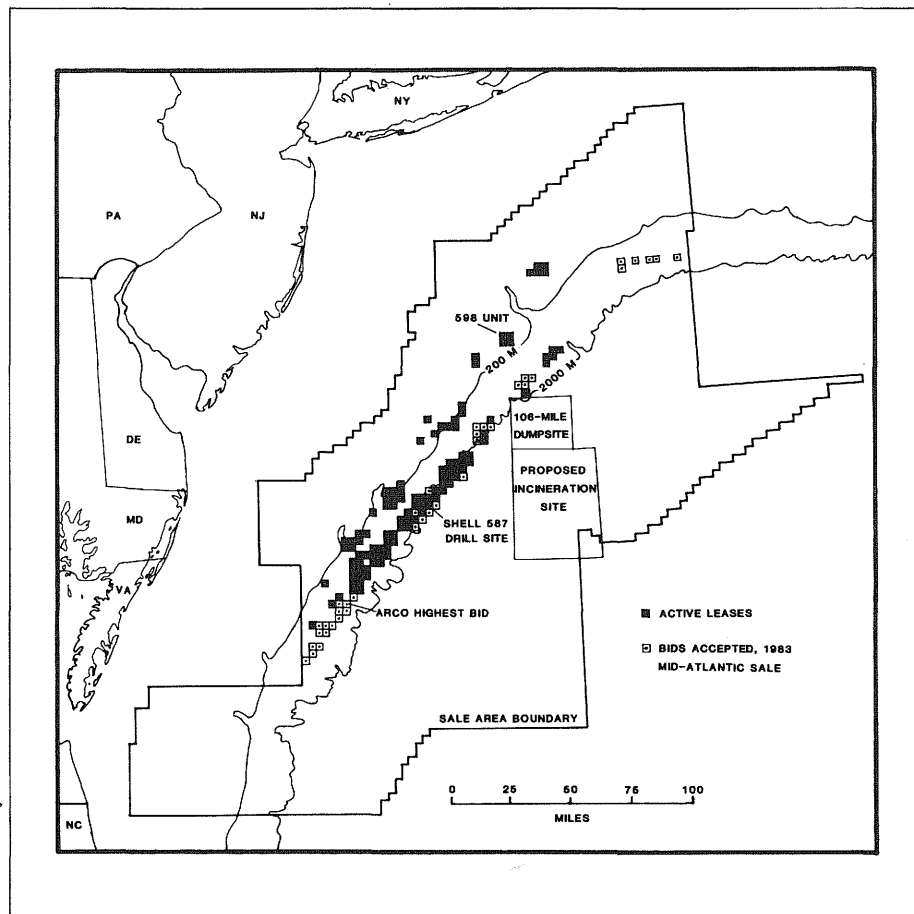 NY
PA
NJ
598 UNIT
200 M
2000 M
106-MILE
DUMPSITE
DE
PROPOSED
INCINERATION
SITE
MD
SHELL 587
DRILL SITE
VA
ARCO HIGHEST BID
ACTIVE LEASES
BIDS ACCEPTED, 1983
MID-ATLANTIC SALE
SALE AREA BOUNDARY
0 25 50 75 100
MILES
NC